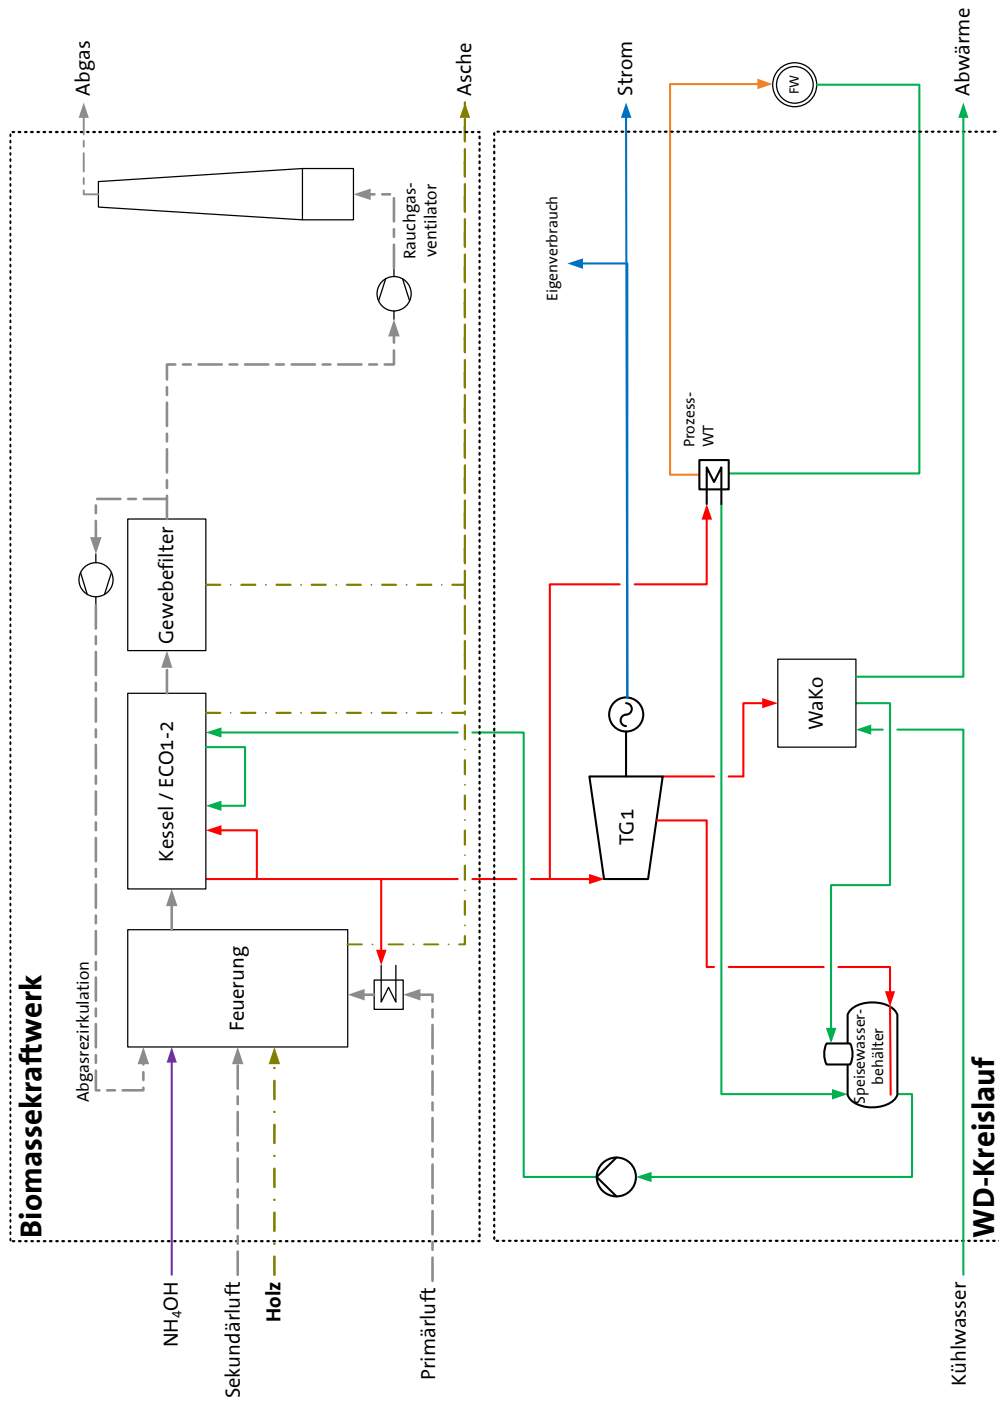 Biomassekraftwerk
Abgasrezirkulation
NH₄OH
Sekundärluft
Holz
Primärluft
Feuerung
Kessel / ECO1-2
Gewebefilter
Rauchgas-
ventilator
Abgas
Asche
WD-Kreislauf
Kühlwasser
Speisewasser-
behälter
TG1
WaKo
Prozess-
WT
Eigenverbrauch
Strom
FW
Abwärme